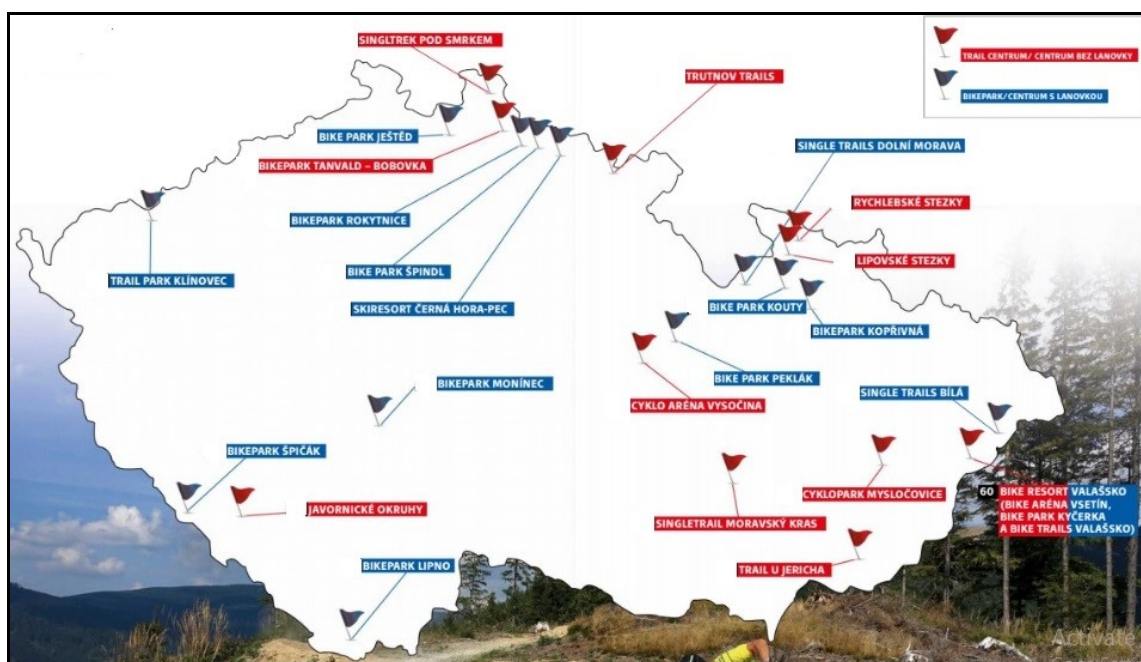 SINGLTREK POD SMRKEM
TRAIL CENTRUM/ CENTRUM BEZ LANOVKY
TRUTNOV TRAILS
BIKEPARK/CENTRUM S LANOVKOU
BIKE PARK JEŠTĚD
SINGLE TRAILS DOLNÍ MORAVA
BIKEPARK TANVALD – BOBOVKA
RYCHLEBSKÉ STEZKY
BIKEPARK ROKYTNICE
LIPOVSKÉ STEZKY
BIKE PARK ŠPINDL
TRAIL PARK KLÍNOVEC
SKIRESORT ČERNÁ HORA-PEC
BIKE PARK KOUTY
BIKEPARK KOPŘIVNÁ
BIKE PARK PEKLÁK
BIKEPARK MONÍNEC
SINGLE TRAILS BÍLÁ
CYKLO ARÉNA VYSOČINA
BIKEPARK ŠPIČÁK
CYKLOPARK MYSLOČOVICE
60 BIKE RESORT VALAŠSKO
(BIKE ARÉNA VSETÍN,
BIKE PARK KYČERKA
A BIKE TRAILS VALAŠSKO)
JAVORNICKÉ OKRUHY
SINGLETRAIL MORAVSKÝ KRAS
BIKEPARK LIPNO
TRAIL U JERICHA
Activate